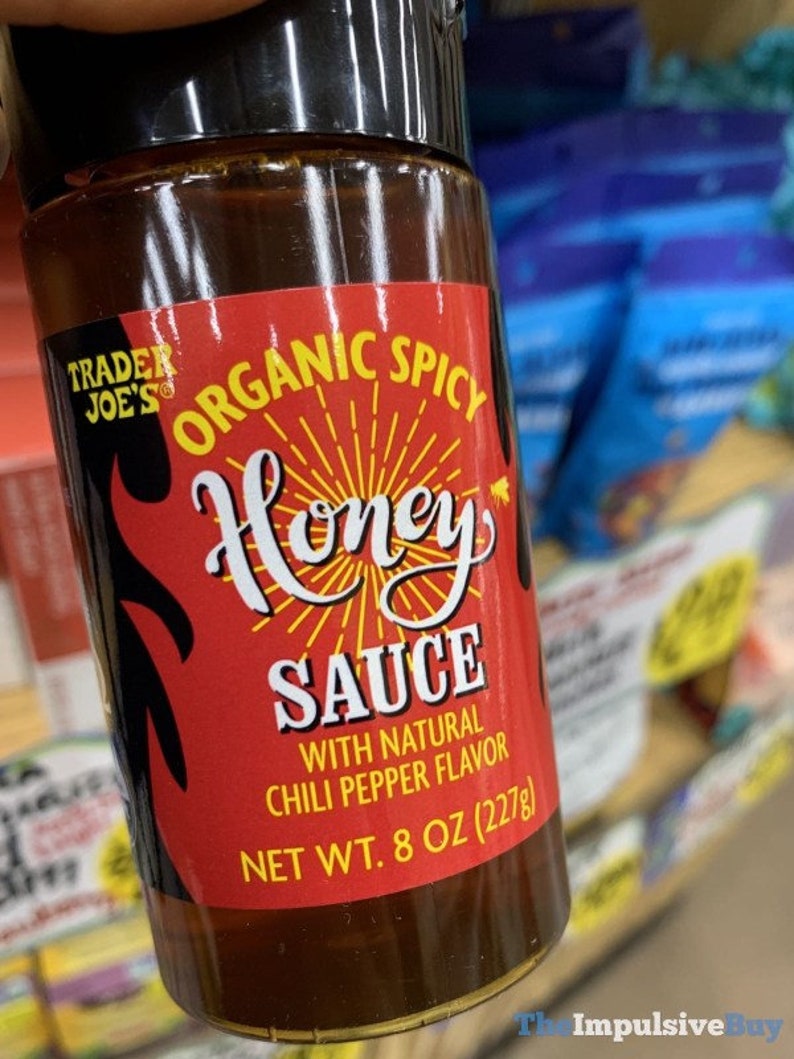 TRADER
JOE'S®
ORGANIC SPICY
Honey
SAUCE
WITH NATURAL
CHILI PEPPER FLAVOR
NET WT. 8 OZ (227g)
TheImpulsiveBuy